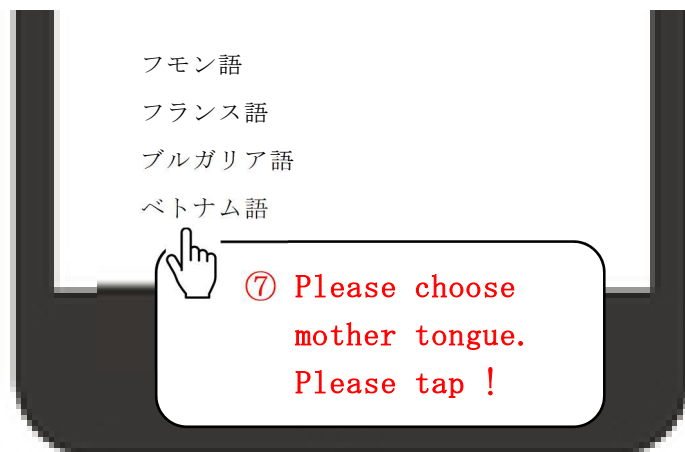 フモン語
フランス語
ブルガリア語
ベトナム語
⑦ Please choose
mother tongue.
Please tap !